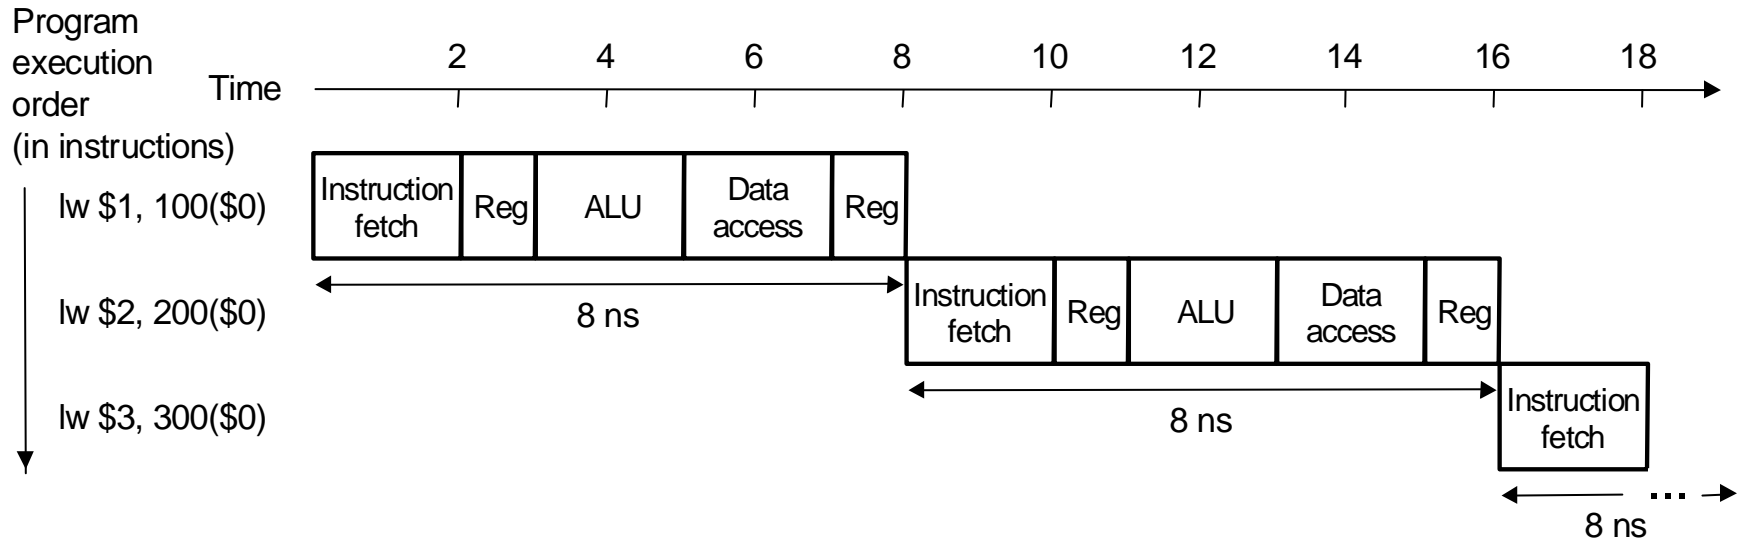 Program
execution
order
(in instructions)
Time
2 4 6 8 10 12 14 16 18
lw $1, 100($0)
Instruction
fetch
Reg
ALU
Data
access
Reg
8 ns
lw $2, 200($0)
Instruction
fetch
Reg
ALU
Data
access
Reg
8 ns
lw $3, 300($0)
Instruction
fetch
...
8 ns